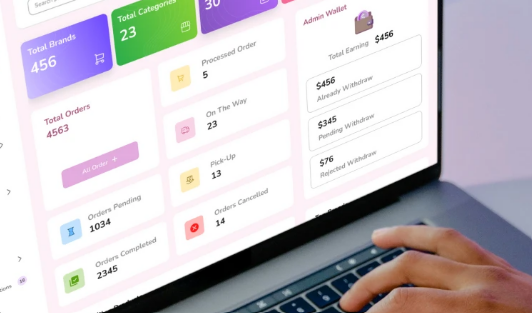 Search
Total Brands
456
Total Categories
23
30
Admin Wallet
Total Earning $456
$456
Already Withdraw
$345
Pending Withdraw
$76
Rejected Withdraw
Total Orders
4563
All Order +
Processed Order
5
On The Way
23
Pick-Up
13
Orders Cancelled
14
Orders Pending
1034
Orders Completed
2345